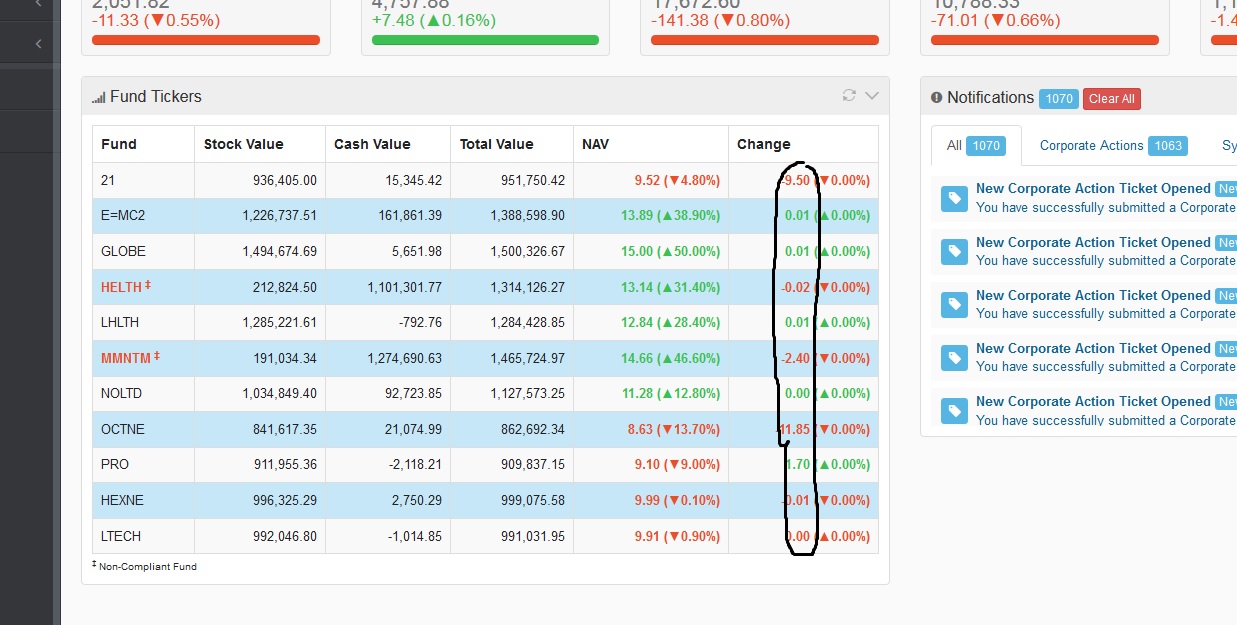 2,051.82 4,757.88 17,672.60 10,788.33
-11.33 (▼0.55%) +7.48 (▲0.16%) -141.38 (▼0.80%) -71.01 (▼0.66%) -1.4
Fund Tickers
Fund Stock Value Cash Value Total Value NAV Change
21 936,405.00 15,345.42 951,750.42 9.52 (▼4.80%) -9.50 (▼0.00%)
E=MC2 1,226,737.51 161,861.39 1,388,598.90 13.89 (▲38.90%) 0.01 (▲0.00%)
GLOBE 1,494,674.69 5,651.98 1,500,326.67 15.00 (▲50.00%) 0.01 (▲0.00%)
HELTH ‡ 212,824.50 1,101,301.77 1,314,126.27 13.14 (▲31.40%) -0.02 (▼0.00%)
LHLTH 1,285,221.61 -792.76 1,284,428.85 12.84 (▲28.40%) 0.01 (▲0.00%)
MMNTM ‡ 191,034.34 1,274,690.63 1,465,724.97 14.66 (▲46.60%) -2.40 (▼0.00%)
NOLTD 1,034,849.40 92,723.85 1,127,573.25 11.28 (▲12.80%) 0.00 (▲0.00%)
OCTNE 841,617.35 21,074.99 862,692.34 8.63 (▼13.70%) -11.85 (▼0.00%)
PRO 911,955.36 -2,118.21 909,837.15 9.10 (▼9.00%) 1.70 (▲0.00%)
HEXNE 996,325.29 2,750.29 999,075.58 9.99 (▼0.10%) -0.01 (▼0.00%)
LTECH 992,046.80 -1,014.85 991,031.95 9.91 (▼0.90%) 0.00 (▲0.00%)
‡ Non-Compliant Fund
Notifications 1070 Clear All
All 1070 Corporate Actions 1063 Sy
New Corporate Action Ticket Opened Ne
You have successfully submitted a Corporate
New Corporate Action Ticket Opened Ne
You have successfully submitted a Corporate
New Corporate Action Ticket Opened Ne
You have successfully submitted a Corporate
New Corporate Action Ticket Opened Ne
You have successfully submitted a Corporate
New Corporate Action Ticket Opened Ne
You have successfully submitted a Corporate